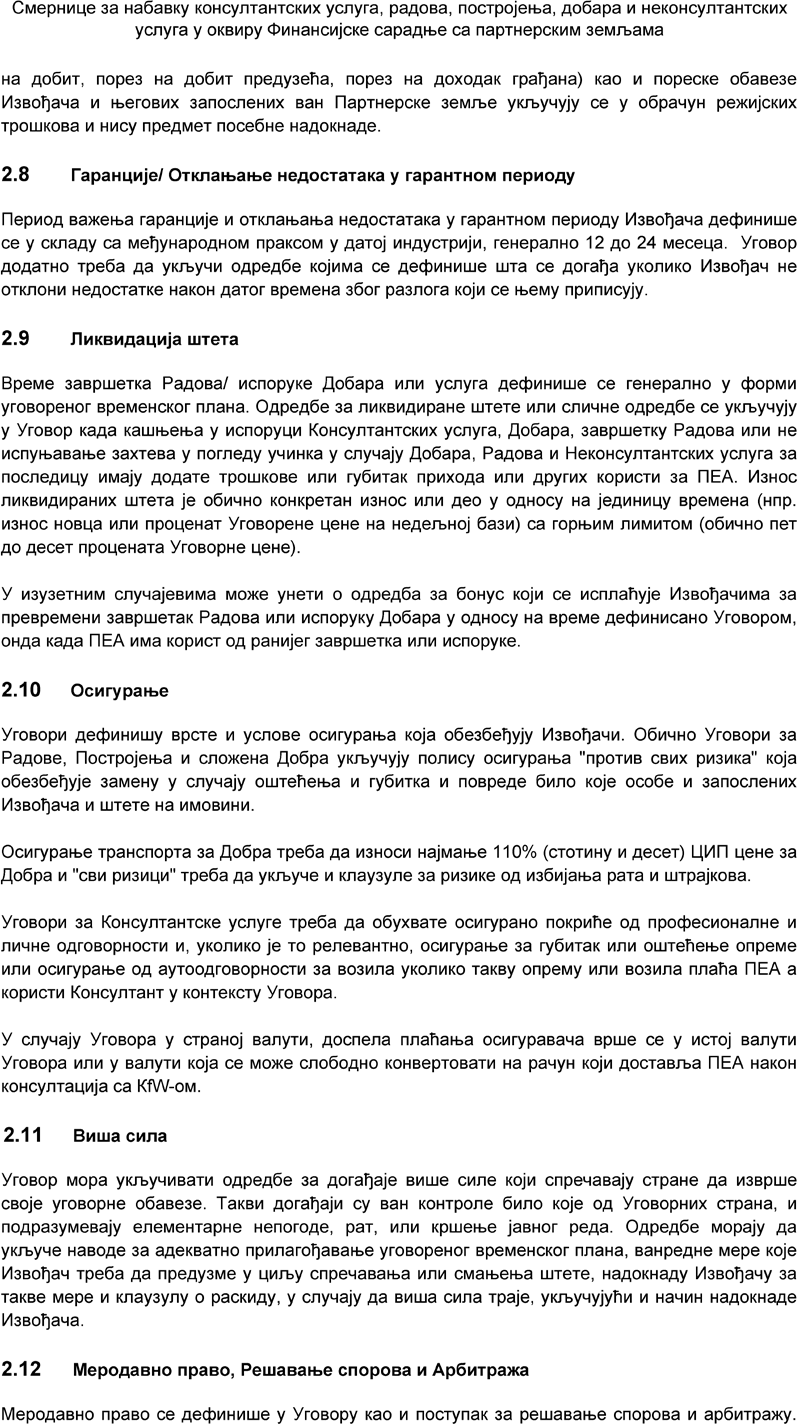 Смернице за набавку консултантских услуга, радова, постројења, добара и неконсултантских
услуга у оквиру Финансијске сарадње са партнерским земљама
на добит, порез на добит предузећа, порез на доходак грађана) као и пореске обавезе
Извођача и његових запослених ван Партнерске земље укључују се у обрачун режијских
трошкова и нису предмет посебне надокнаде.
2.8 Гаранције/ Отклањање недостатака у гарантном периоду
Период важења гаранције и отклањања недостатака у гарантном периоду Извођача дефинише
се у складу са међународном праксом у датој индустрији, генерално 12 до 24 месеца. Уговор
додатно треба да укључи одредбе којима се дефинише шта се догађа уколико Извођач не
отклони недостатке након датог времена због разлога који се њему приписују.
2.9 Ликвидација штета
Време завршетка Радова/ испоруке Добара или услуга дефинише се генерално у форми
уговореног временског плана. Одредбе за ликвидиране штете или сличне одредбе се укључују
у Уговор када кашњења у испоруци Консултантских услуга, Добара, завршетку Радова или не
испуњавање захтева у погледу учинка у случају Добара, Радова и Неконсултантских услуга за
последицу имају додате трошкове или губитак прихода или других користи за ПЕА. Износ
ликвидираних штета је обично конкретан износ или део у односу на јединицу времена (нпр.
износ новца или проценат Уговорене цене на недељној бази) са горњим лимитом (обично пет
до десет процената Уговорне цене).
У изузетним случајевима може унети о одредба за бонус који се исплаћује Извођачима за
превремени завршетак Радова или испоруку Добара у односу на време дефинисано Уговором,
онда када ПЕА има корист од ранијег завршетка или испоруке.
2.10 Осигурање
Уговори дефинишу врсте и услове осигурања која обезбеђују Извођачи. Обично Уговори за
Радове, Постројења и сложена Добра укључују полису осигурања "против свих ризика" која
обезбеђује замену у случају оштећења и губитка и повреде било које особе и запослених
Извођача и штете на имовини.
Осигурање транспорта за Добра треба да износи најмање 110% (стотину и десет) ЦИП цене за
Добра и "сви ризици" треба да укључе и клаузуле за ризике од избијања рата и штрајкова.
Уговори за Консултантске услуге треба да обухвате осигурано покриће од професионалне и
личне одговорности и, уколико је то релевантно, осигурање за губитак или оштећење опреме
или осигурање од аутоодговорности за возила уколико такву опрему или возила плаћа ПЕА а
користи Консултант у контексту Уговора.
У случају Уговора у страној валути, доспела плаћања осигуравача врше се у истој валути
Уговора или у валути која се може слободно конвертовати на рачун који доставља ПЕА након
консултација са KfW-ом.
2.11 Виша сила
Уговор мора укључивати одредбе за догађаје више силе који спречавају стране да изврше
своје уговорне обавезе. Такви догађаји су ван контроле било које од Уговорних страна, и
подразумевају елементарне непогоде, рат, или кршење јавног реда. Одредбе морају да
укључе наводе за адекватно прилагођавање уговореног временског плана, ванредне мере које
Извођач треба да предузме у циљу спречавања или смањења штете, надокнаду Извођачу за
такве мере и клаузулу о раскиду, у случају да виша сила траје, укључујући и начин надокнаде
Извођача.
2.12 Меродавно право, Решавање спорова и Арбитража
Меродавно право се дефинише у Уговору као и поступак за решавање спорова и арбитражу.